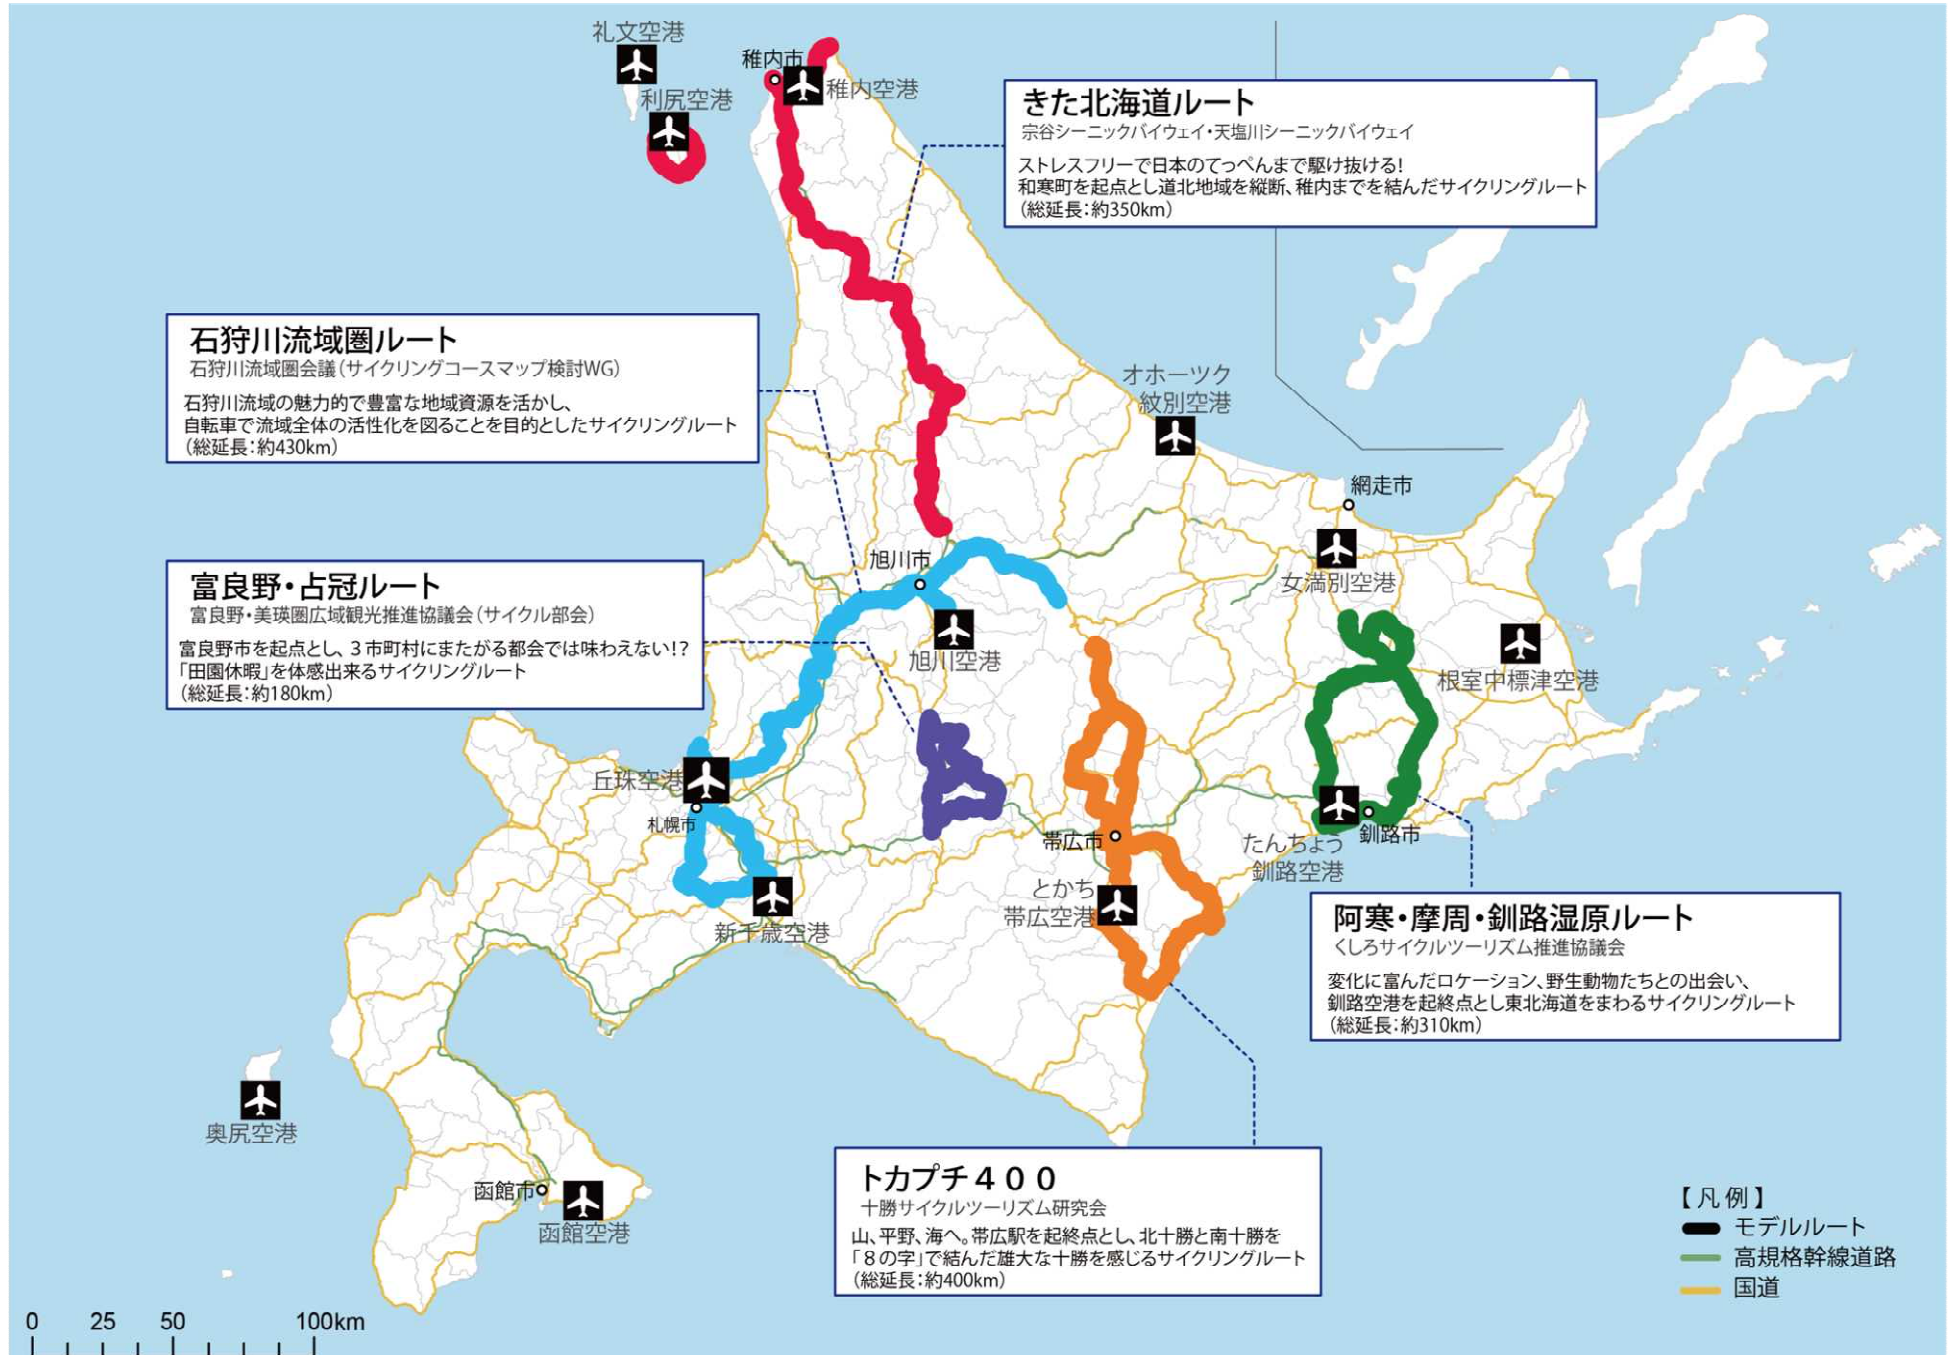 礼文空港
稚内市
稚内空港
利尻空港
きた北海道ルート
宗谷シーニックバイウェイ・天塩川シーニックバイウェイ
ストレスフリーで日本のてっぺんまで駆け抜ける!
和寒町を起点とし道北地域を縦断、稚内までを結んだサイクリングルート
(総延長:約350km)
石狩川流域圏ルート
石狩川流域圏会議(サイクリングコースマップ検討WG)
石狩川流域の魅力的で豊富な地域資源を活かし、
自転車で流域全体の活性化を図ることを目的としたサイクリングルート
(総延長:約430km)
オホーツク
紋別空港
網走市
女満別空港
旭川市
旭川空港
根室中標津空港
富良野・占冠ルート
富良野・美瑛圏広域観光推進協議会(サイクル部会)
富良野市を起点とし、3市町村にまたがる都会では味わえない!?
「田園休暇」を体感出来るサイクリングルート
(総延長:約180km)
丘珠空港
札幌市
新千歳空港
帯広市
とかち
帯広空港
たんちょう
釧路空港
釧路市
阿寒・摩周・釧路湿原ルート
くしろサイクルツーリズム推進協議会
変化に富んだロケーション、野生動物たちとの出会い、
釧路空港を起終点とし東北海道をまわるサイクリングルート
(総延長:約310km)
奥尻空港
函館市
函館空港
トカプチ400
十勝サイクルツーリズム研究会
山、平野、海へ。帯広駅を起終点とし、北十勝と南十勝を
「8の字」で結んだ雄大な十勝を感じるサイクリングルート
(総延長:約400km)
【凡例】
モデルルート
高規格幹線道路
国道
0 25 50 100km